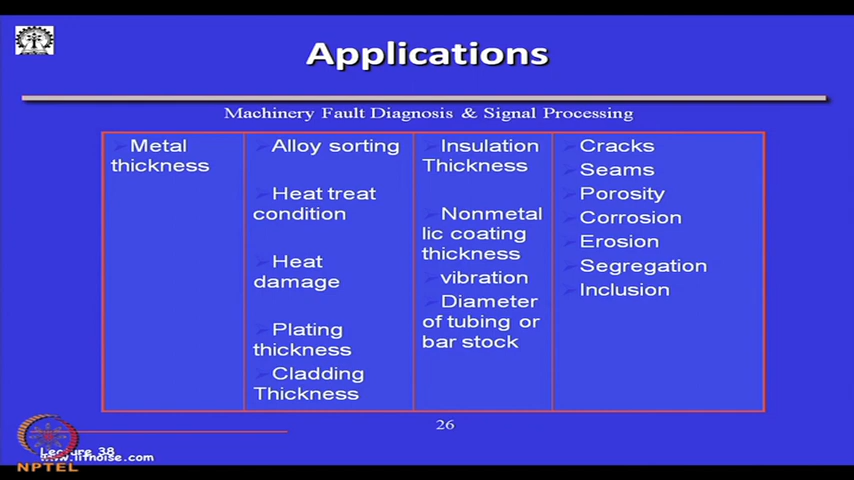 Applications
Machinery Fault Diagnosis & Signal Processing
Metal
thickness
Alloy sorting
Heat treat
condition
Heat
damage
Plating
thickness
Cladding
Thickness
Insulation
Thickness
Nonmetal
lic coating
thickness
vibration
Diameter
of tubing or
bar stock
Cracks
Seams
Porosity
Corrosion
Erosion
Segregation
Inclusion
26
Lecture 38
www.iitnoise.com
NPTEL